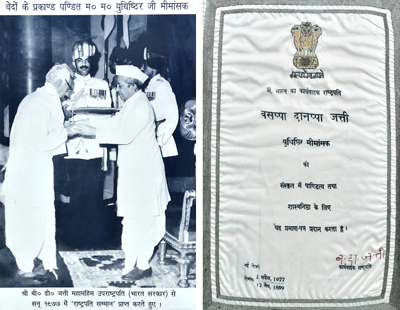 वेदों के प्रकाण्ड पण्डित म० म० युधिष्ठिर जी मीमांसक
श्री बी० डी० जत्ती महामहिम उपराष्ट्रपति (भारत सरकार) से
सन् १९७७ में 'राष्ट्रपति सम्मान' प्राप्त करते हुए ।
सत्यमेव जयते
मैं, भारत का कार्यवाहक राष्ट्रपति
बसप्पा दानप्पा जत्ती
युधिष्ठिर मीमांसक
को
संस्कृत में पाण्डित्य तथा
शास्त्रनिष्ठा के लिए
यह प्रमाण-पत्र प्रदान करता हूँ ।
कार्यवाहक राष्ट्रपति
नई दिल्ली
1977
1899